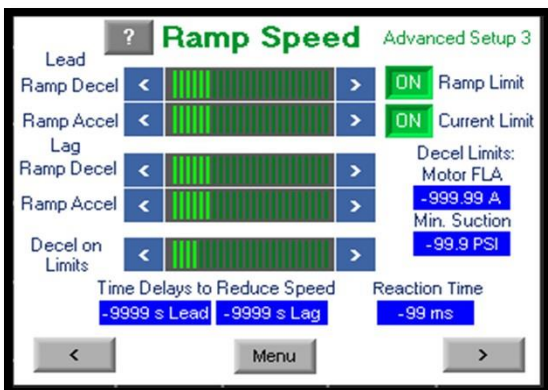 ? Ramp Speed Advanced Setup 3
Lead
Ramp Decel < > ON Ramp Limit
Ramp Accel < > ON Current Limit
Lag
Ramp Decel < >
Ramp Accel < >
Decel Limits:
Motor FLA
-999.99 A
Min. Suction
-99.9 PSI
Decel on
Limits
< >
Time Delays to Reduce Speed
-9999 s Lead -9999 s Lag
Reaction Time
-99 ms
< Menu >